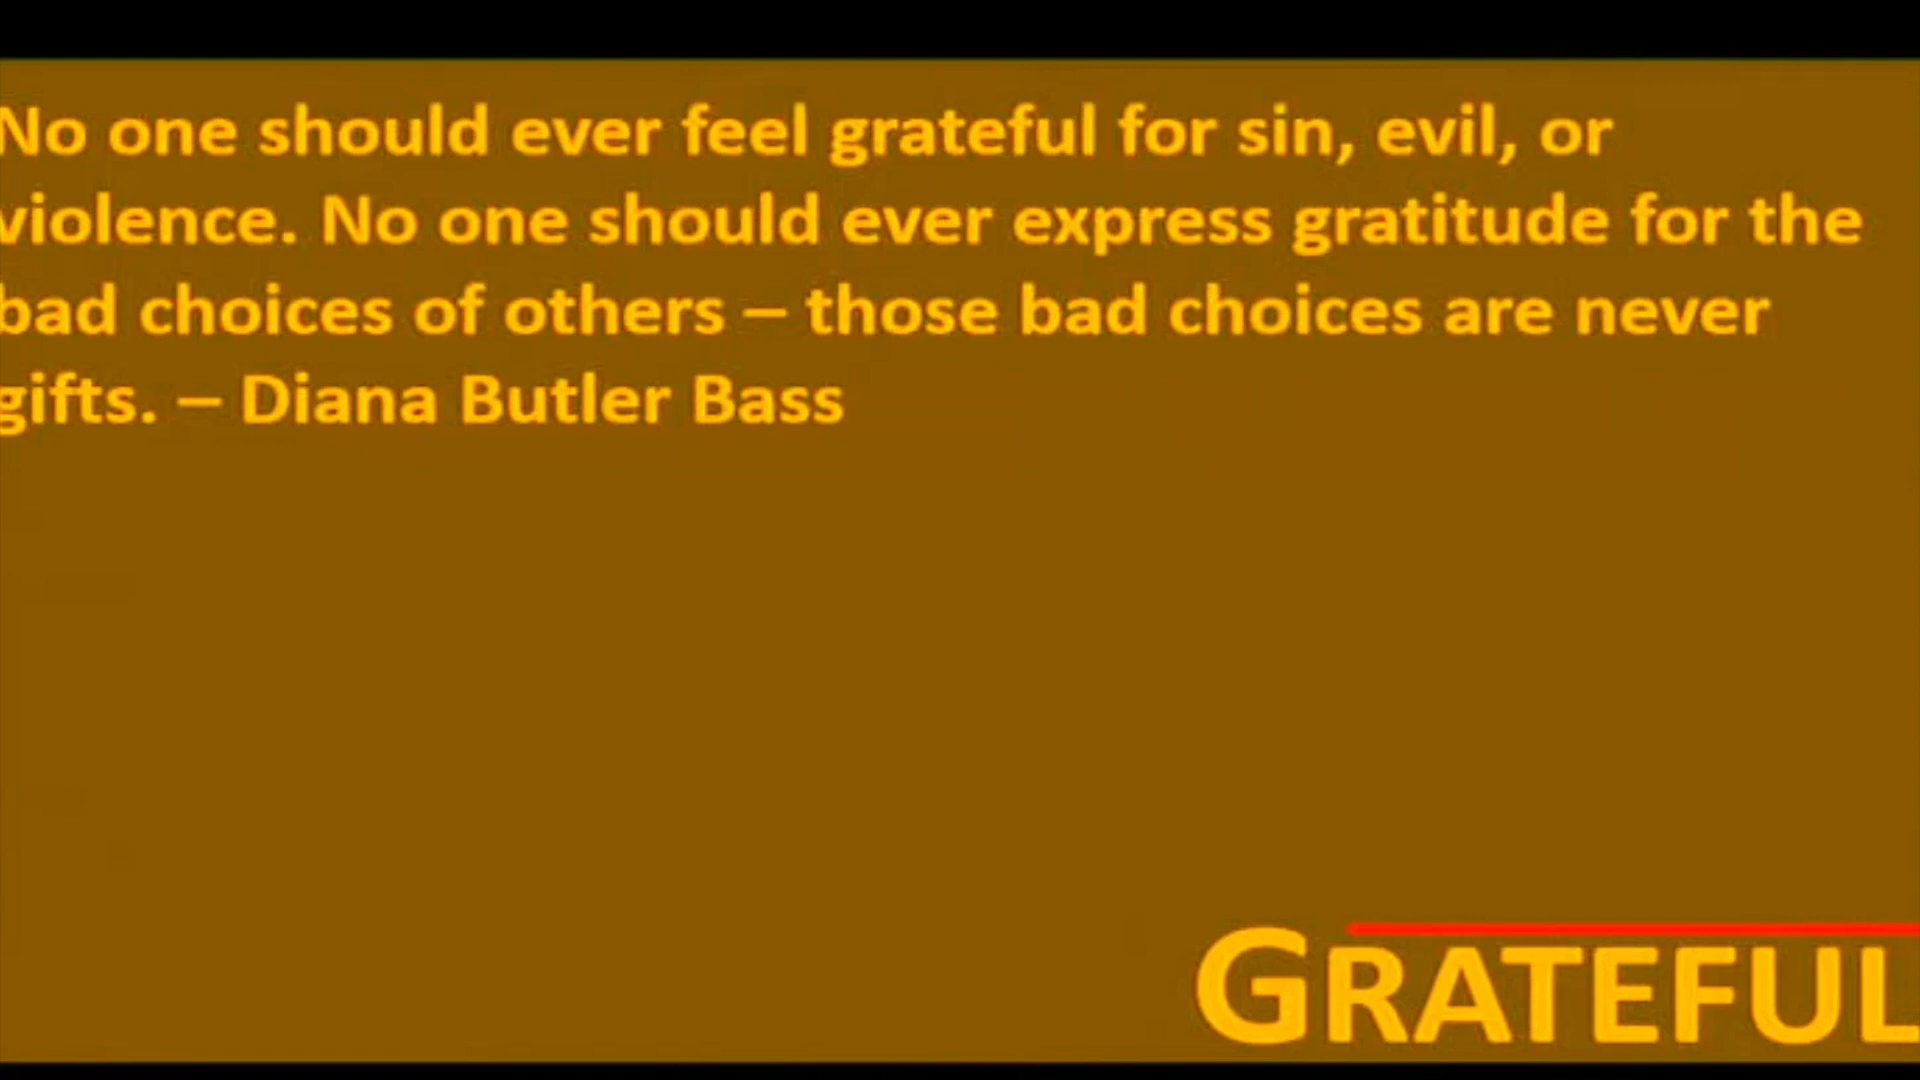 No one should ever feel grateful for sin, evil, or
violence. No one should ever express gratitude for the
bad choices of others – those bad choices are never
gifts. – Diana Butler Bass
GRATEFUL